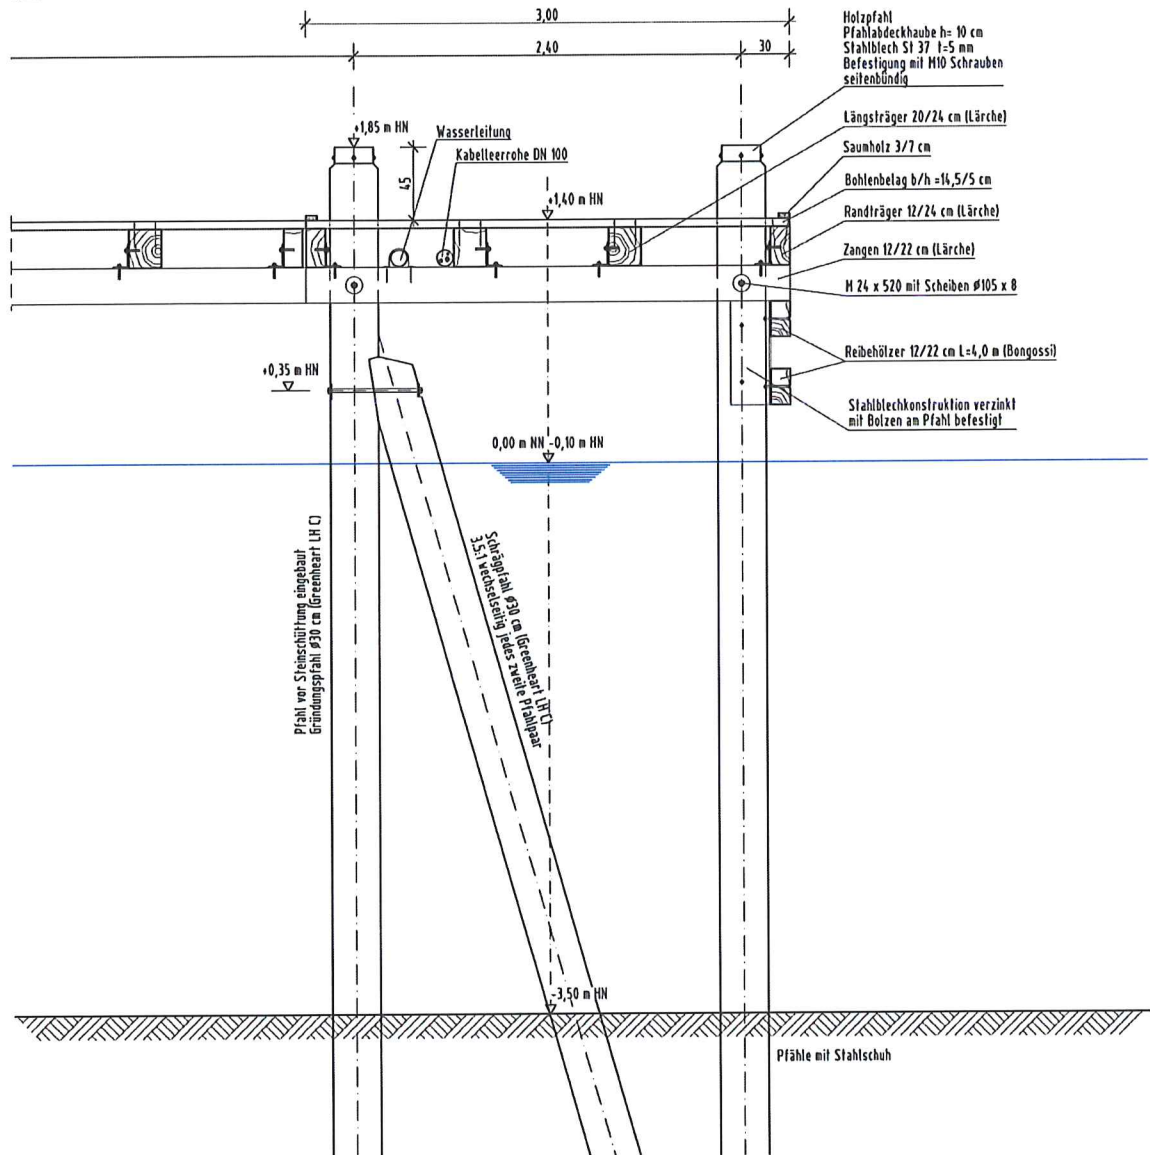 3,00
2,40
30
Holzpfahl
Pfahlabdeckhaube h= 10 cm
Stahlblech St 37 t=5 mm
Befestigung mit M10 Schrauben
seitenbündig
Längsträger 20/24 cm (Lärche)
Saumholz 3/7 cm
Bohlenbelag b/h =14,5/5 cm
Randträger 12/24 cm (Lärche)
Zangen 12/22 cm (Lärche)
M 24 x 520 mit Scheiben Ø105 x 8
Reibehölzer 12/22 cm L=4,0 m (Bongossi)
Stahlblechkonstruktion verzinkt
mit Bolzen am Pfahl befestigt
+1,85 m HN
Wasserleitung
Kabelleerrohe DN 100
45
+1,40 m HN
+0,35 m HN
0,00 m NN -0,10 m HN
Pfahl vor Steinschüttung eingebaut
Gründungspfahl Ø30 cm (Greenheart LH C)
Schrägpfahl Ø30 cm (Greenheart LH C)
3,5:1 wechselseitig jedes zweite Pfahlpaar
-3,50 m HN
Pfähle mit Stahlschuh